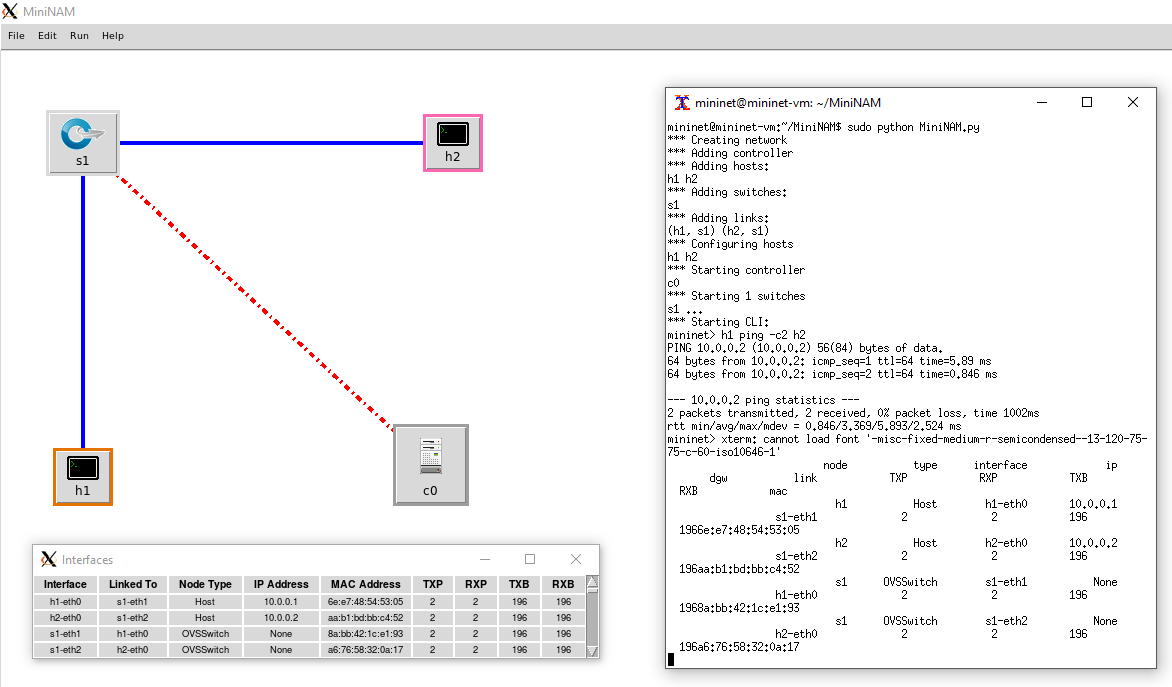 MiniNAM
File Edit Run Help
s1
h2
h1
c0
Interfaces
Interface Linked To Node Type IP Address MAC Address TXP RXP TXB RXB
h1-eth0 s1-eth1 Host 10.0.0.1 6e:e7:48:54:53:05 2 2 196 196
h2-eth0 s1-eth2 Host 10.0.0.2 aa:b1:bd:bb:c4:52 2 2 196 196
s1-eth1 h1-eth0 OVSSwitch None 8a:bb:42:1c:e1:93 2 2 196 196
s1-eth2 h2-eth0 OVSSwitch None a6:76:58:32:0a:17 2 2 196 196
mininet@mininet-vm: ~/MiniNAM
mininet@mininet-vm:~/MiniNAM$ sudo python MiniNAM.py
*** Creating network
*** Adding controller
*** Adding hosts:
h1 h2
*** Adding switches:
s1
*** Adding links:
(h1, s1) (h2, s1)
*** Configuring hosts
h1 h2
*** Starting controller
c0
*** Starting 1 switches
s1 ...
*** Starting CLI:
mininet> h1 ping -c2 h2
PING 10.0.0.2 (10.0.0.2) 56(84) bytes of data.
64 bytes from 10.0.0.2: icmp_seq=1 ttl=64 time=5.89 ms
64 bytes from 10.0.0.2: icmp_seq=2 ttl=64 time=0.846 ms
--- 10.0.0.2 ping statistics ---
2 packets transmitted, 2 received, 0% packet loss, time 1002ms
rtt min/avg/max/mdev = 0.846/3.369/5.893/2.524 ms
mininet> xterm: cannot load font '-misc-fixed-medium-r-semicondensed--13-120-75-
75-c-60-iso10646-1'
node type interface ip
dgw link TXP RXP TXB
RXB mac
h1 Host h1-eth0 10.0.0.1
s1-eth1 2 2 196
1966e:e7:48:54:53:05
h2 Host h2-eth0 10.0.0.2
s1-eth2 2 2 196
196aa:b1:bd:bb:c4:52
s1 OVSSwitch s1-eth1 None
h1-eth0 2 2 196
1968a:bb:42:1c:e1:93
s1 OVSSwitch s1-eth2 None
h2-eth0 2 2 196
196a6:76:58:32:0a:17